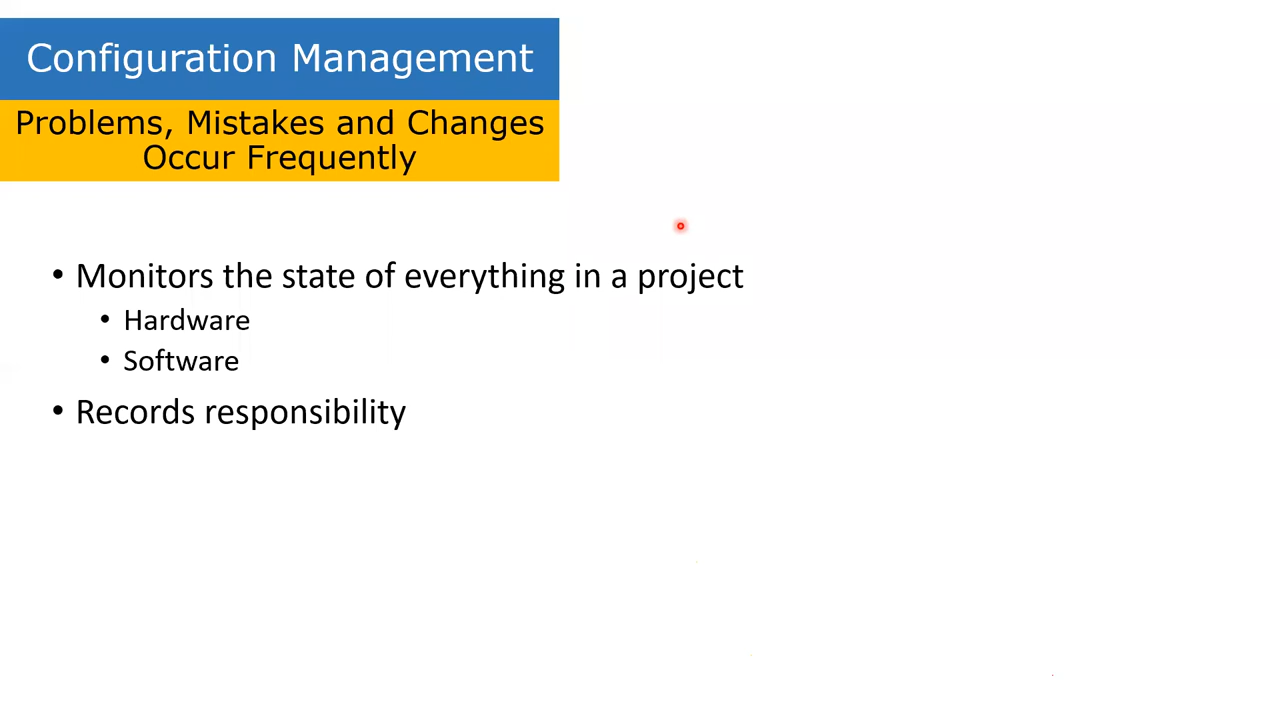 Configuration Management
Problems, Mistakes and Changes
Occur Frequently
• Monitors the state of everything in a project
• Hardware
• Software
• Records responsibility